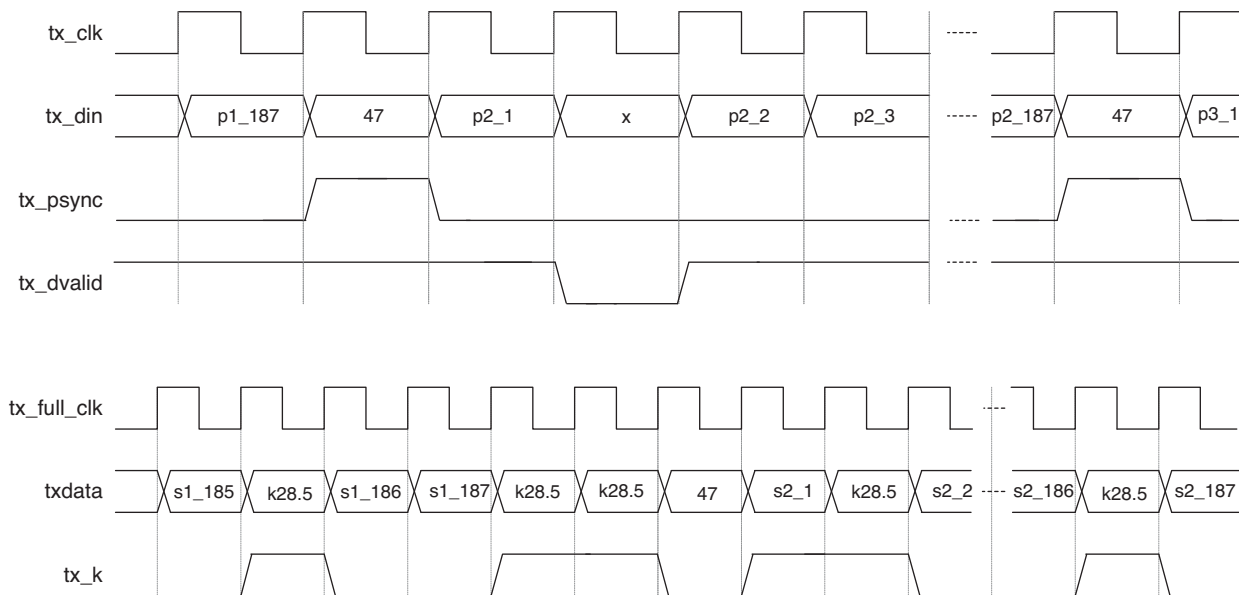 tx_clk
tx_din p1_187 47 p2_1 x p2_2 p2_3 p2_187 47 p3_1
tx_psync
tx_dvalid
tx_full_clk
txdata s1_185 k28.5 s1_186 s1_187 k28.5 k28.5 47 s2_1 k28.5 s2_2 s2_186 k28.5 s2_187
tx_k